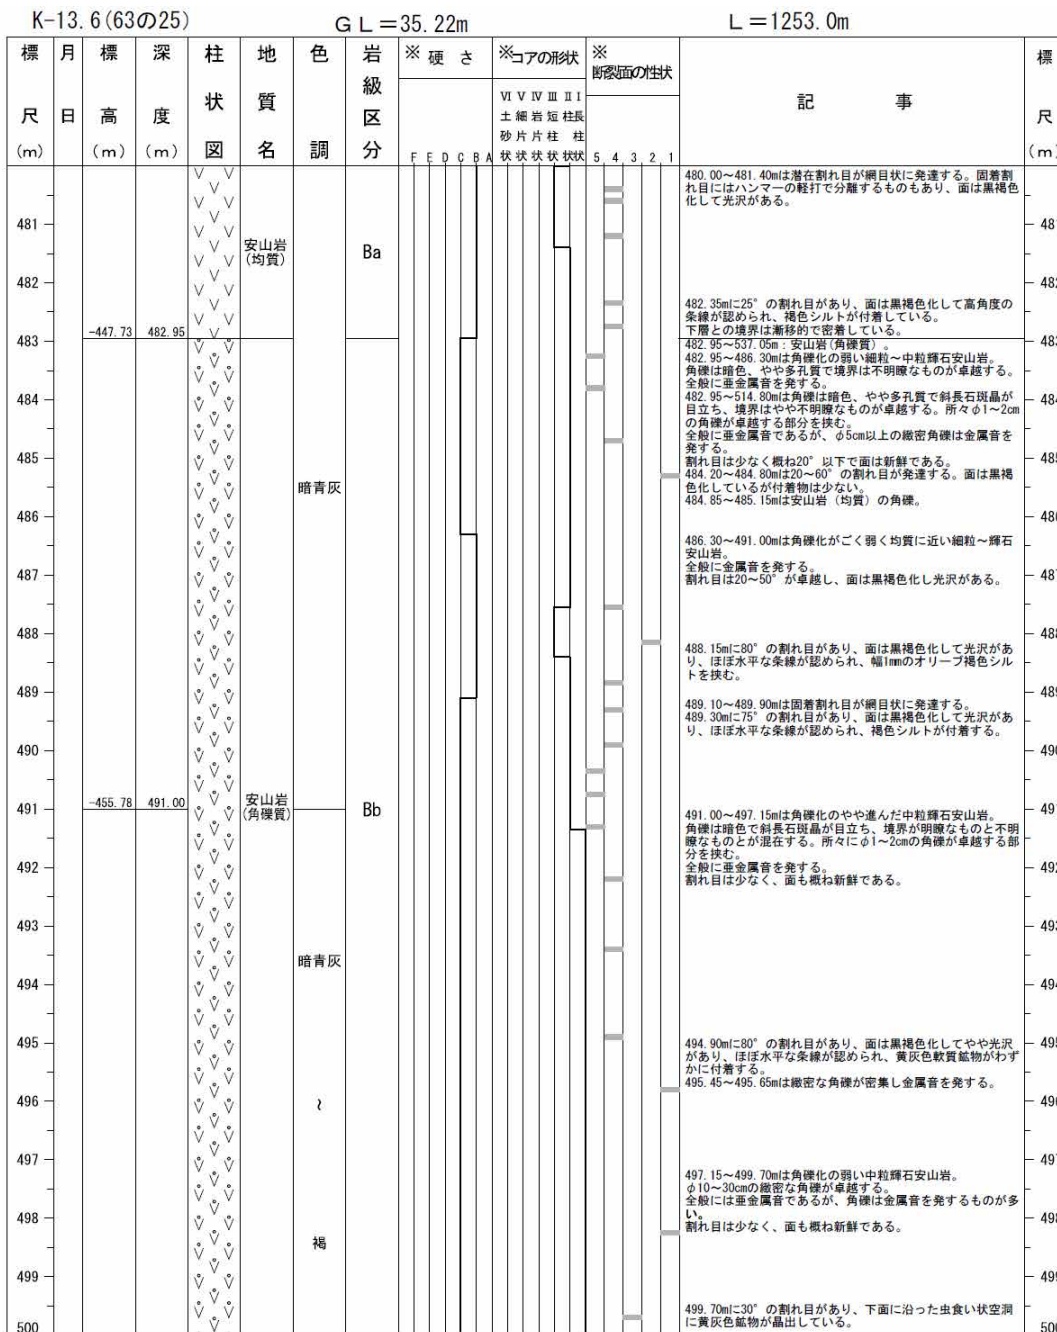 K-13.6(63の25)
GL=35.22m
L=1253.0m
標尺(m)
月日
標高(m)
深度(m)
柱状図
地質名
色調
岩級区分
※硬さ
F E D C B A
※コアの形状
VI土砂状 V細片状 IV岩片状 III短柱状 II柱状 I長柱状
※断裂面の性状
5 4 3 2 1
記事
標尺(m)
480.00～481.40mは潜在割れ目が網目状に発達する。固着割
れ目にはハンマーの軽打で分離するものもあり、面は黒褐色
化して光沢がある。
481
安山岩
(均質)
Ba
482
482.35mに25°の割れ目があり、面は黒褐色化して高角度の
条線が認められ、褐色シルトが付着している。
下層との境界は漸移的で密着している。
-447.73 482.95
483
482.95～537.05m：安山岩(角礫質)。
482.95～486.30mは角礫化の弱い細粒～中粒輝石安山岩。
角礫は暗色、やや多孔質で境界は不明瞭なものが卓越する。
全般に亜金属音を発する。
484
482.95～514.80mは角礫は暗色、やや多孔質で斜長石斑晶が
目立ち、境界はやや不明瞭なものが卓越する。所々φ1～2cm
の角礫が卓越する部分を挟む。
全般に亜金属音であるが、φ5cm以上の緻密角礫は金属音を
発する。
485
割れ目は少なく概ね20°以下で面は新鮮である。
484.20～484.80mは20～60°の割れ目が発達する。面は黒褐
色化しているが付着物は少ない。
484.85～485.15mは安山岩（均質）の角礫。
暗青灰
486
486.30～491.00mは角礫化がごく弱く均質に近い細粒～輝石
安山岩。
全般に金属音を発する。
487
割れ目は20～50°が卓越し、面は黒褐色化し光沢がある。
488
488.15mに80°の割れ目があり、面は黒褐色化して光沢があ
り、ほぼ水平な条線が認められ、幅1mmのオリーブ褐色シル
トを挟む。
489
489.10～489.90mは固着割れ目が網目状に発達する。
489.30mに75°の割れ目があり、面は黒褐色化して光沢があ
り、ほぼ水平な条線が認められ、褐色シルトが付着する。
490
-455.78 491.00
安山岩
(角礫質)
Bb
491
491.00～497.15mは角礫化のやや進んだ中粒輝石安山岩。
角礫は暗色で斜長石斑晶が目立ち、境界が明瞭なものと不明
瞭なものとが混在する。所々にφ1～2cmの角礫が卓越する部
分を挟む。
492
全般に亜金属音を発する。
割れ目は少なく、面も概ね新鮮である。
493
暗青灰
494
495
494.90mに80°の割れ目があり、面は黒褐色化してやや光沢
があり、ほぼ水平な条線が認められ、黄灰色軟質鉱物がわず
かに付着する。
495.45～495.65mは緻密な角礫が密集し金属音を発する。
496
～
497
497.15～499.70mは角礫化の弱い中粒輝石安山岩。
φ10～30cmの緻密な角礫が卓越する。
全般には亜金属音であるが、角礫は金属音を発するものが多
い。
498
割れ目は少なく、面も概ね新鮮である。
褐
499
499.70mに30°の割れ目があり、下面に沿った虫食い状空洞
に黄灰色鉱物が晶出している。
500